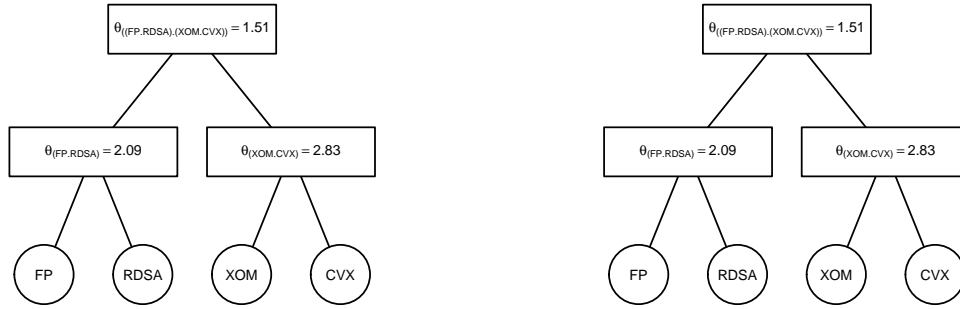 θ((FP.RDSA).(XOM.CVX)) = 1.51
θ((FP.RDSA).(XOM.CVX)) = 1.51
θ(FP.RDSA) = 2.09
θ(XOM.CVX) = 2.83
θ(FP.RDSA) = 2.09
θ(XOM.CVX) = 2.83
FP
RDSA
XOM
CVX
FP
RDSA
XOM
CVX